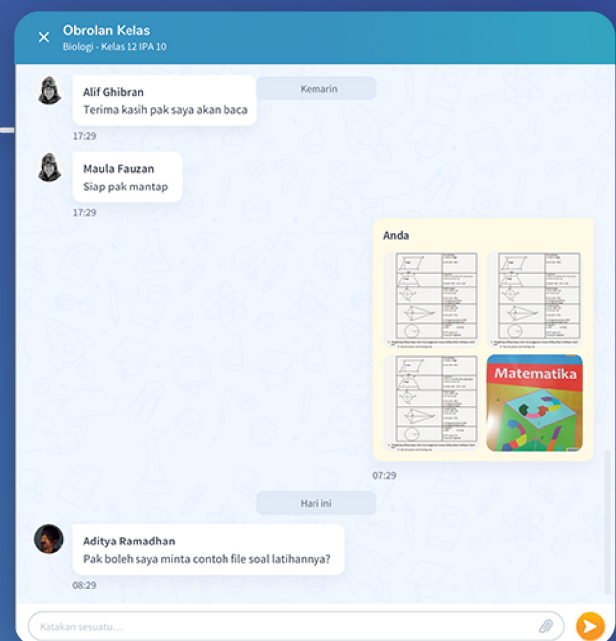 Obrolan Kelas
Biologi - Kelas 12 IPA 10
Kemarin
Alif Ghibran
Terima kasih pak saya akan baca
17:29
Maula Fauzan
Siap pak mantap
17:29
Anda
Matematika
07:29
Hari ini
Aditya Ramadhan
Pak boleh saya minta contoh file soal latihannya?
08:29
Katakan sesuatu...